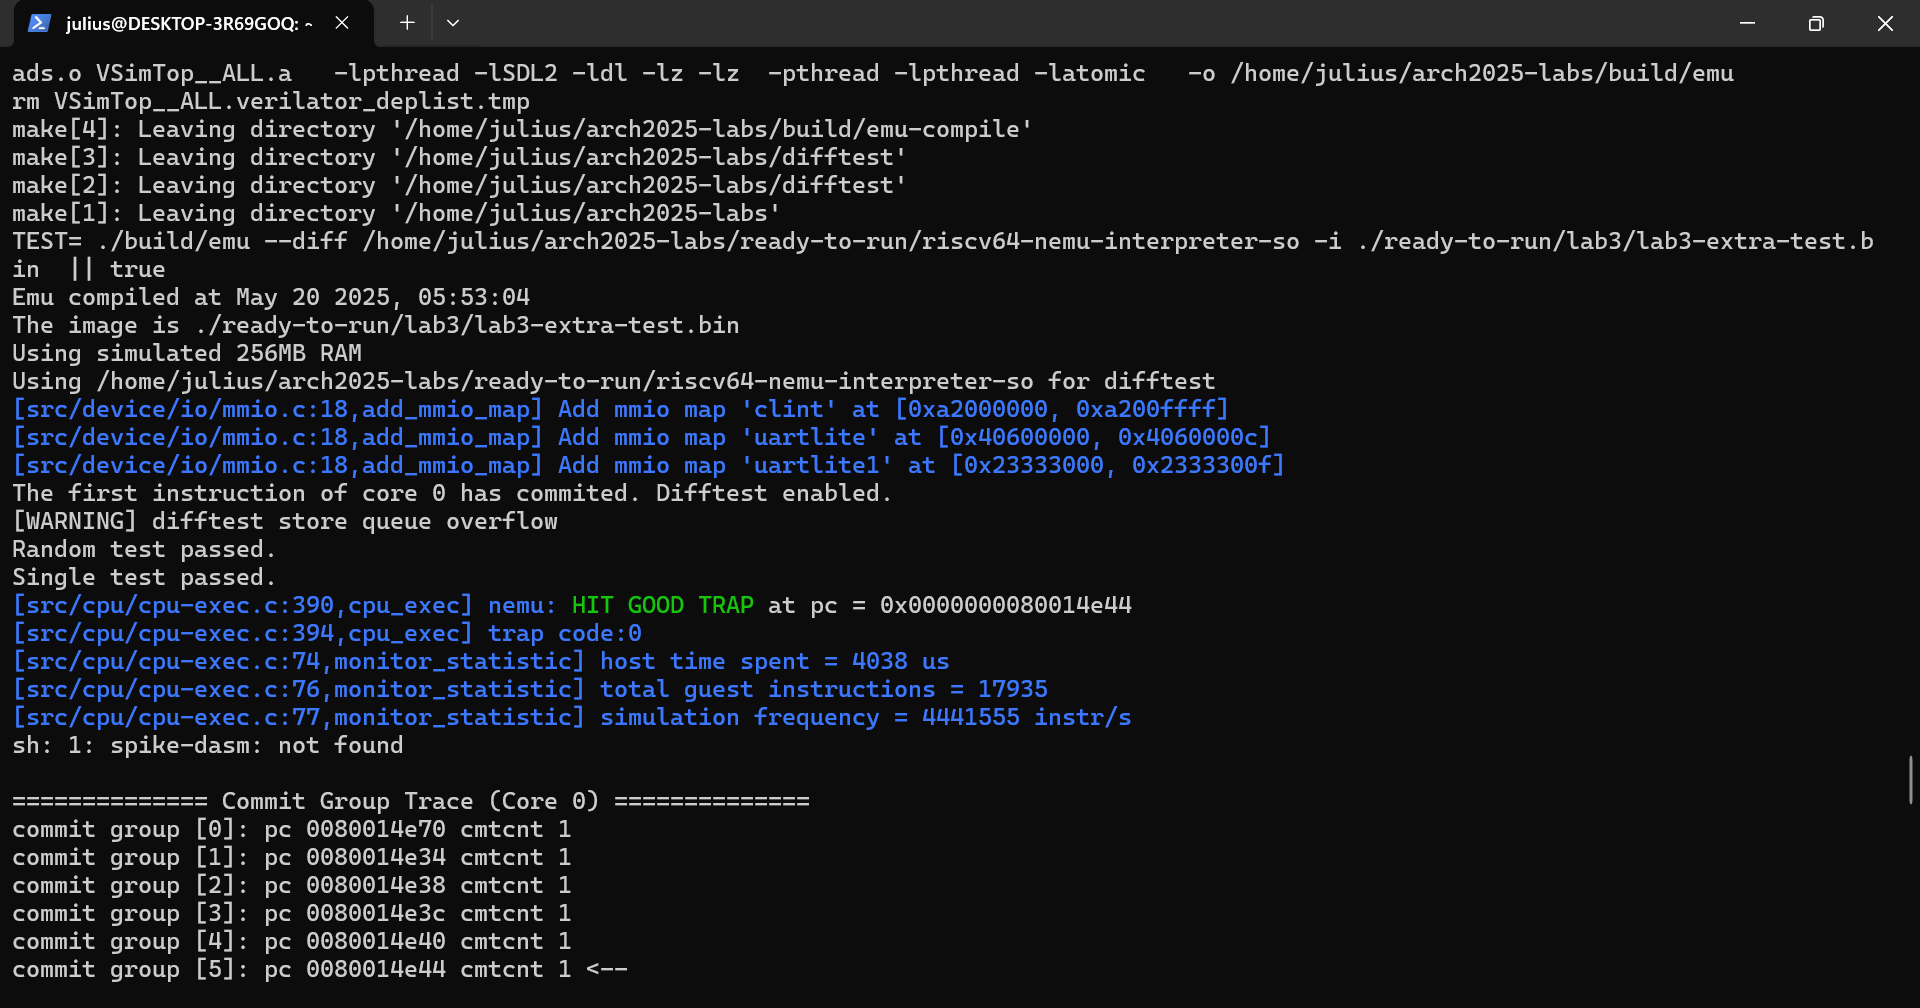 julius@DESKTOP-3R69GOQ: ~
ads.o VSimTop__ALL.a   -lpthread -lSDL2 -ldl -lz -lz  -pthread -lpthread -latomic   -o /home/julius/arch2025-labs/build/emu
rm VSimTop__ALL.verilator_deplist.tmp
make[4]: Leaving directory '/home/julius/arch2025-labs/build/emu-compile'
make[3]: Leaving directory '/home/julius/arch2025-labs/difftest'
make[2]: Leaving directory '/home/julius/arch2025-labs/difftest'
make[1]: Leaving directory '/home/julius/arch2025-labs'
TEST= ./build/emu --diff /home/julius/arch2025-labs/ready-to-run/riscv64-nemu-interpreter-so -i ./ready-to-run/lab3/lab3-extra-test.b
in  || true
Emu compiled at May 20 2025, 05:53:04
The image is ./ready-to-run/lab3/lab3-extra-test.bin
Using simulated 256MB RAM
Using /home/julius/arch2025-labs/ready-to-run/riscv64-nemu-interpreter-so for difftest
[src/device/io/mmio.c:18,add_mmio_map] Add mmio map 'clint' at [0xa2000000, 0xa200ffff]
[src/device/io/mmio.c:18,add_mmio_map] Add mmio map 'uartlite' at [0x40600000, 0x4060000c]
[src/device/io/mmio.c:18,add_mmio_map] Add mmio map 'uartlite1' at [0x23333000, 0x2333300f]
The first instruction of core 0 has commited. Difftest enabled.
[WARNING] difftest store queue overflow
Random test passed.
Single test passed.
[src/cpu/cpu-exec.c:390,cpu_exec] nemu: HIT GOOD TRAP at pc = 0x0000000080014e44
[src/cpu/cpu-exec.c:394,cpu_exec] trap code:0
[src/cpu/cpu-exec.c:74,monitor_statistic] host time spent = 4038 us
[src/cpu/cpu-exec.c:76,monitor_statistic] total guest instructions = 17935
[src/cpu/cpu-exec.c:77,monitor_statistic] simulation frequency = 4441555 instr/s
sh: 1: spike-dasm: not found
============== Commit Group Trace (Core 0) ==============
commit group [0]: pc 0080014e70 cmtcnt 1
commit group [1]: pc 0080014e34 cmtcnt 1
commit group [2]: pc 0080014e38 cmtcnt 1
commit group [3]: pc 0080014e3c cmtcnt 1
commit group [4]: pc 0080014e40 cmtcnt 1
commit group [5]: pc 0080014e44 cmtcnt 1 <--